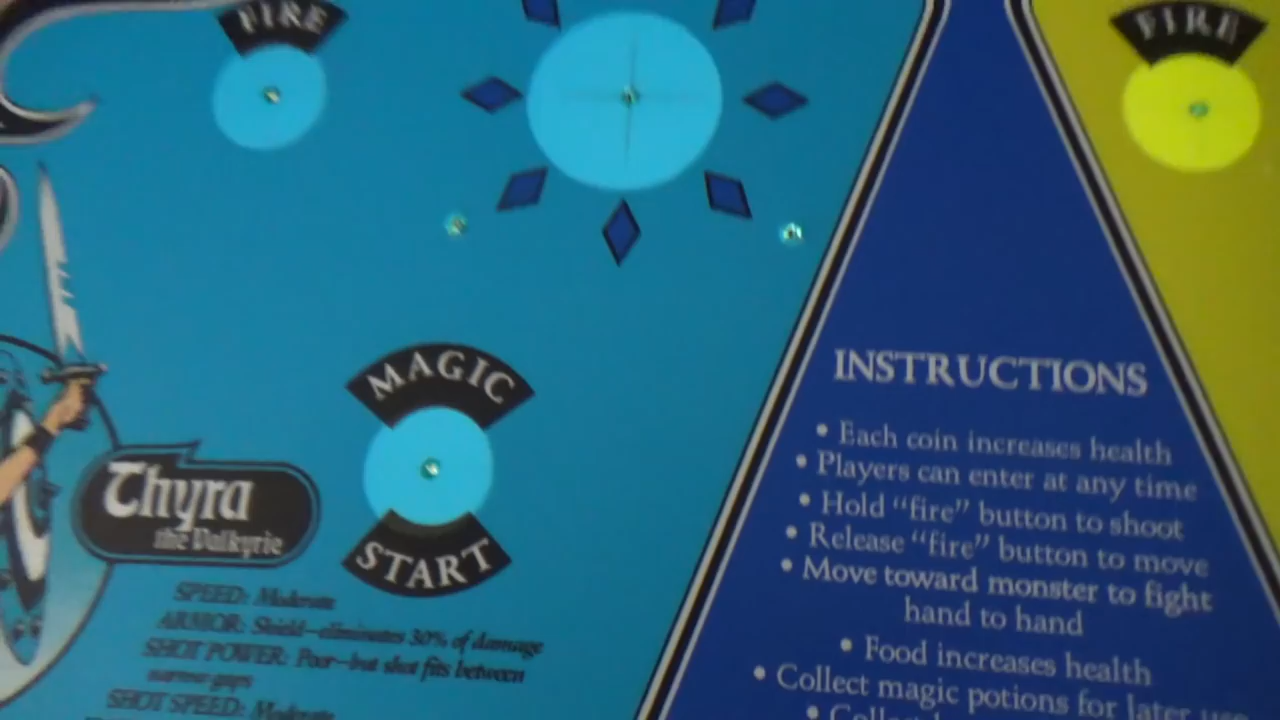 FIRE
FIRE
MAGIC
START
Thyra
the Valkyrie
SPEED: Moderate
ARMOR: Shield—eliminates 30% of damage
SHOT POWER: Poor—but shot fits between
narrow gaps
SHOT SPEED: Moderate
INSTRUCTIONS
• Each coin increases health
• Players can enter at any time
• Hold “fire” button to shoot
• Release “fire” button to move
• Move toward monster to fight
hand to hand
• Food increases health
• Collect magic potions for later use